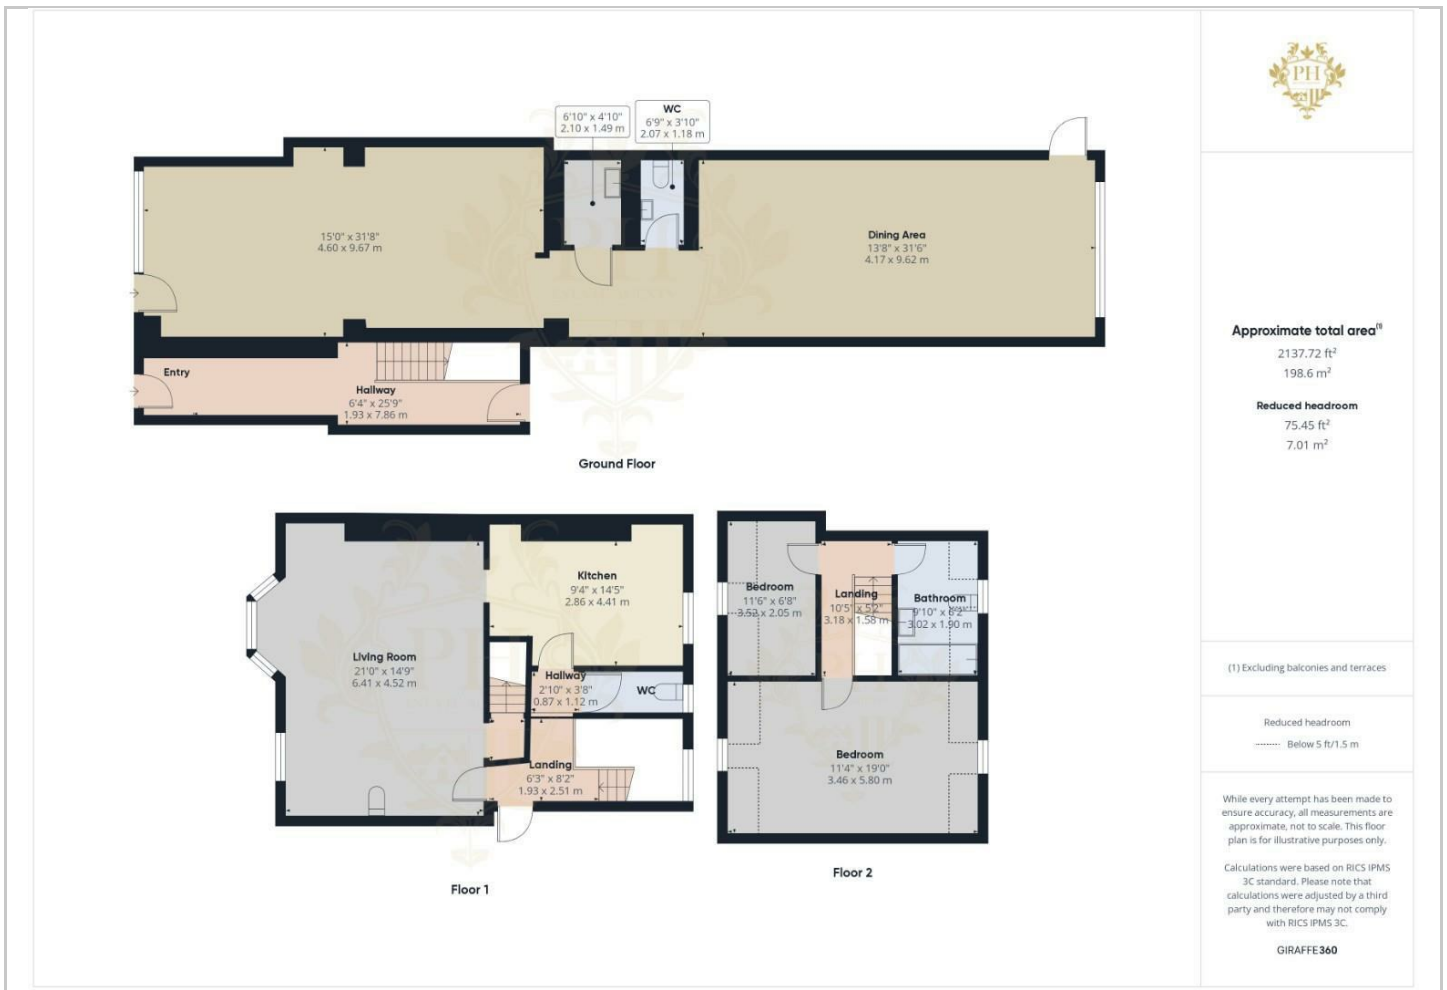 PH
6'10" x 4'10"
2.10 x 1.49 m
WC
6'9" x 3'10"
2.07 x 1.18 m
15'0" x 31'8"
4.60 x 9.67 m
Dining Area
13'8" x 31'6"
4.17 x 9.62 m
Entry
Hallway
6'4" x 25'9"
1.93 x 7.86 m
Ground Floor
Living Room
21'0" x 14'9"
6.41 x 4.52 m
Kitchen
9'4" x 14'5"
2.86 x 4.41 m
Hallway
2'10" x 3'8"
0.87 x 1.12 m
WC
Landing
6'3" x 8'2"
1.93 x 2.51 m
Floor 1
Bedroom
11'6" x 6'8"
3.52 x 2.05 m
Landing
10'5" x 5'2"
3.18 x 1.58 m
Bathroom
9'10" x 6'2"
3.02 x 1.90 m
Bedroom
11'4" x 19'0"
3.46 x 5.80 m
Floor 2
Approximate total area(1)
2137.72 ft²
198.6 m²
Reduced headroom
75.45 ft²
7.01 m²
(1) Excluding balconies and terraces
Reduced headroom
Below 5 ft/1.5 m
While every attempt has been made to
ensure accuracy, all measurements are
approximate, not to scale. This floor
plan is for illustrative purposes only.
Calculations were based on RICS IPMS
3C standard. Please note that
calculations were adjusted by a third
party and therefore may not comply
with RICS IPMS 3C.
GIRAFFE360